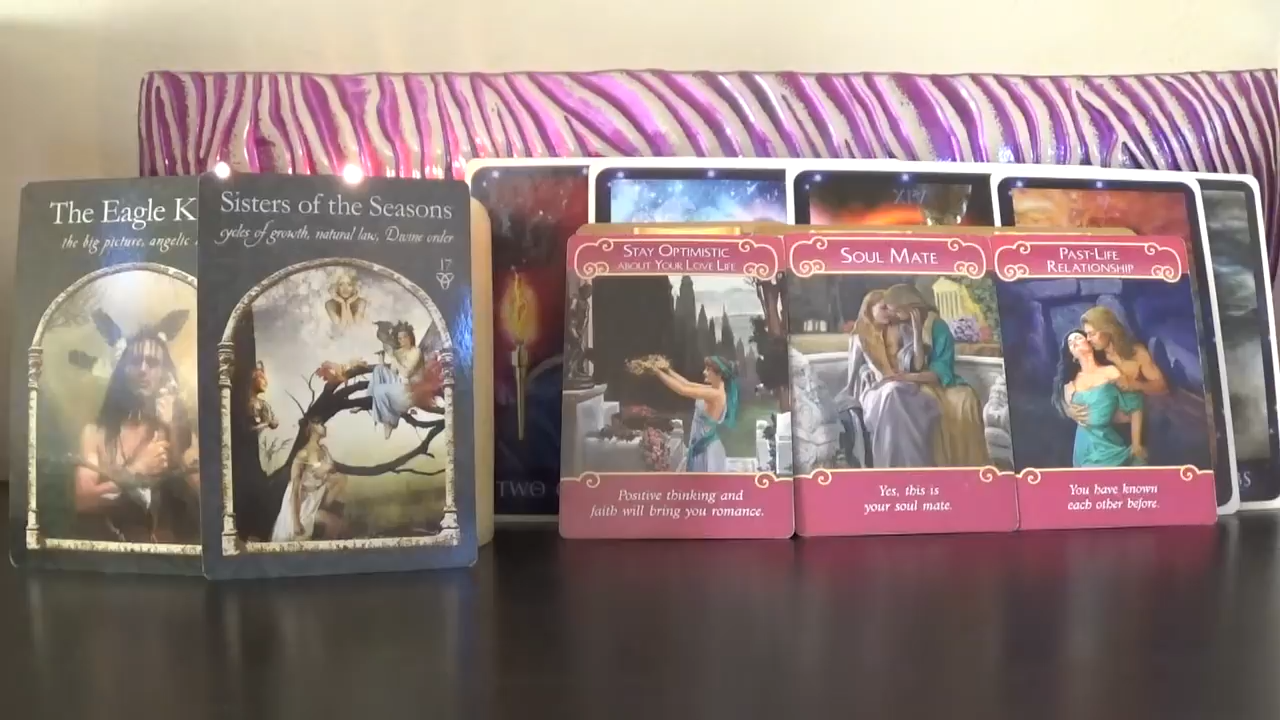 The Eagle K
the big picture, angelic
Sisters of the Seasons
cycles of growth, natural law, Divine order
17
TWO
STAY OPTIMISTIC
ABOUT YOUR LOVE LIFE
Positive thinking and
faith will bring you romance.
XIV
SOUL MATE
Yes, this is
your soul mate.
PAST-LIFE
RELATIONSHIP
You have known
each other before.